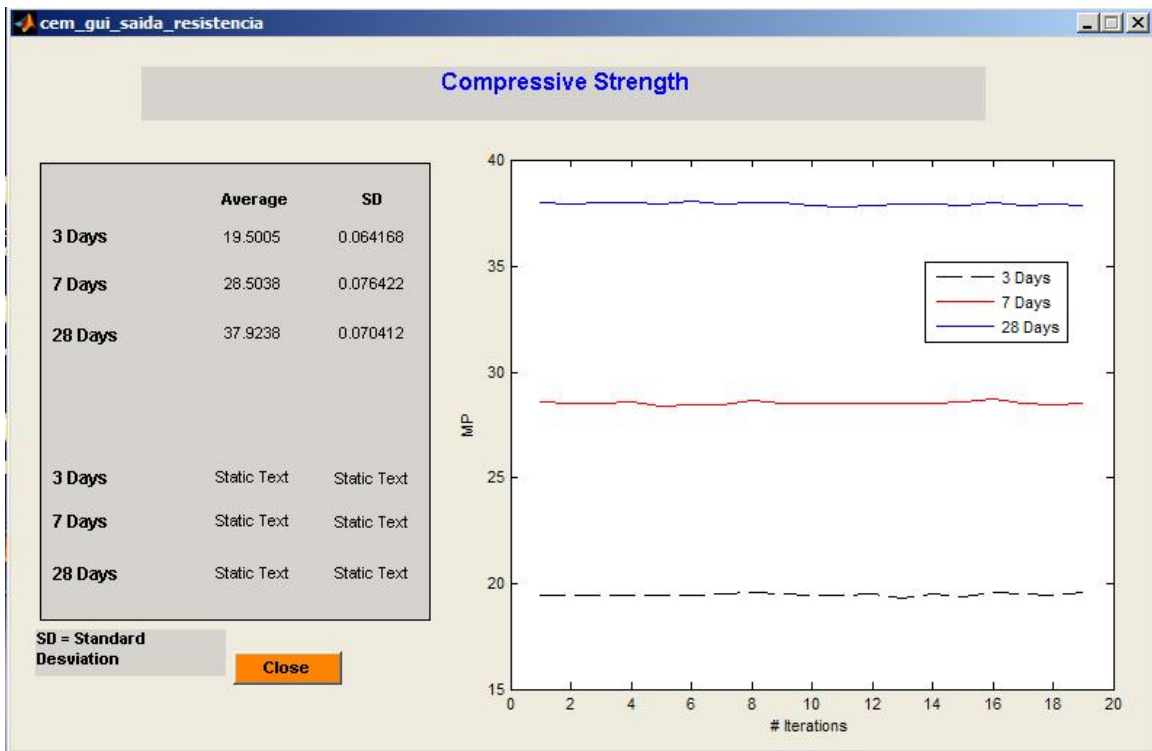 cem_gui_saida_resistencia
Compressive Strength
Average SD
3 Days 19.5005 0.064168
7 Days 28.5038 0.076422
28 Days 37.9238 0.070412
3 Days Static Text Static Text
7 Days Static Text Static Text
28 Days Static Text Static Text
SD = Standard
Desviation
Close
40
35
30
25
20
15
MP
3 Days
7 Days
28 Days
0 2 4 6 8 10 12 14 16 18 20
# Iterations